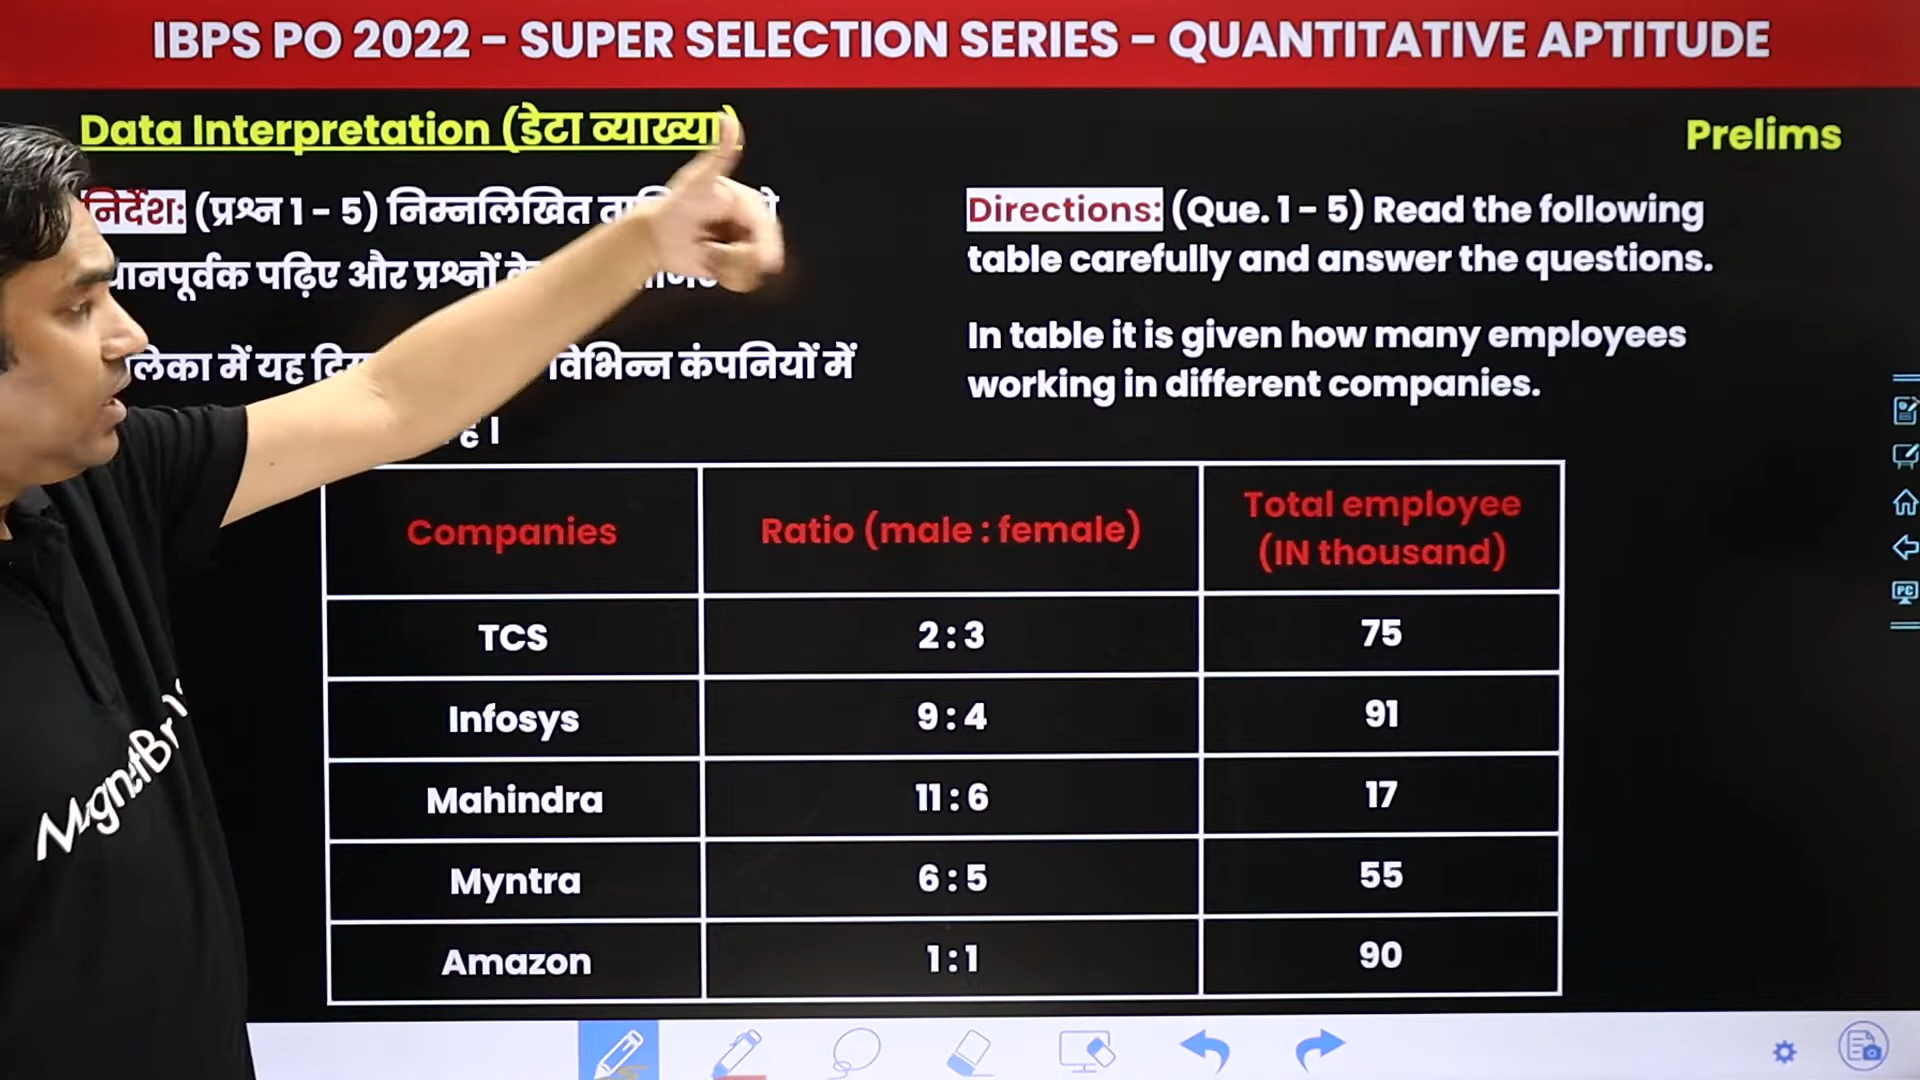 IBPS PO 2022 - SUPER SELECTION SERIES - QUANTITATIVE APTITUDE
Data Interpretation (डेटा व्याख्या)
Prelims
निर्देश: (प्रश्न 1 - 5) निम्नलिखित
पढ़िए और प्रश्नों
में यह विभिन्न कंपनियों में
है।
Directions: (Que. 1 - 5) Read the following
table carefully and answer the questions.
In table it is given how many employees
working in different companies.
Companies Ratio (male : female) Total employee
(IN thousand)
TCS 2 : 3 75
Infosys 9 : 4 91
Mahindra 11 : 6 17
Myntra 6 : 5 55
Amazon 1 : 1 90
PC